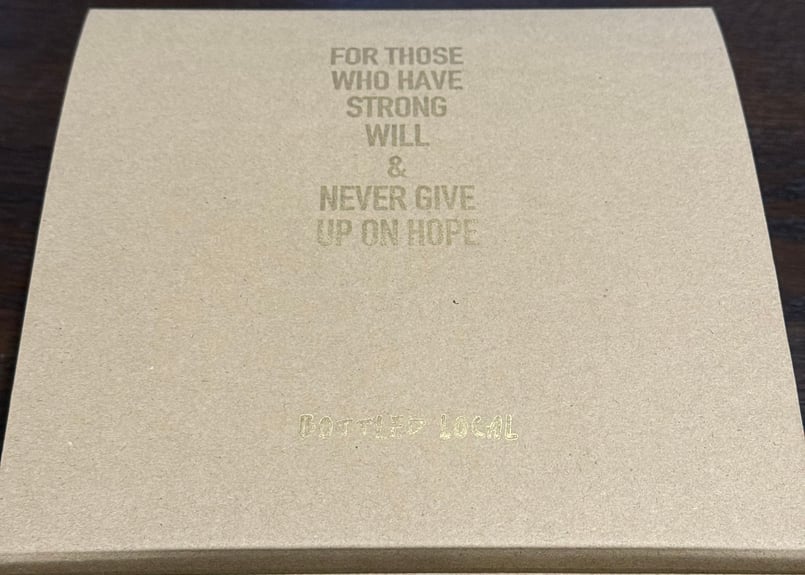 FOR THOSE
WHO HAVE
STRONG
WILL
&
NEVER GIVE
UP ON HOPE
BOTTLED LOCAL